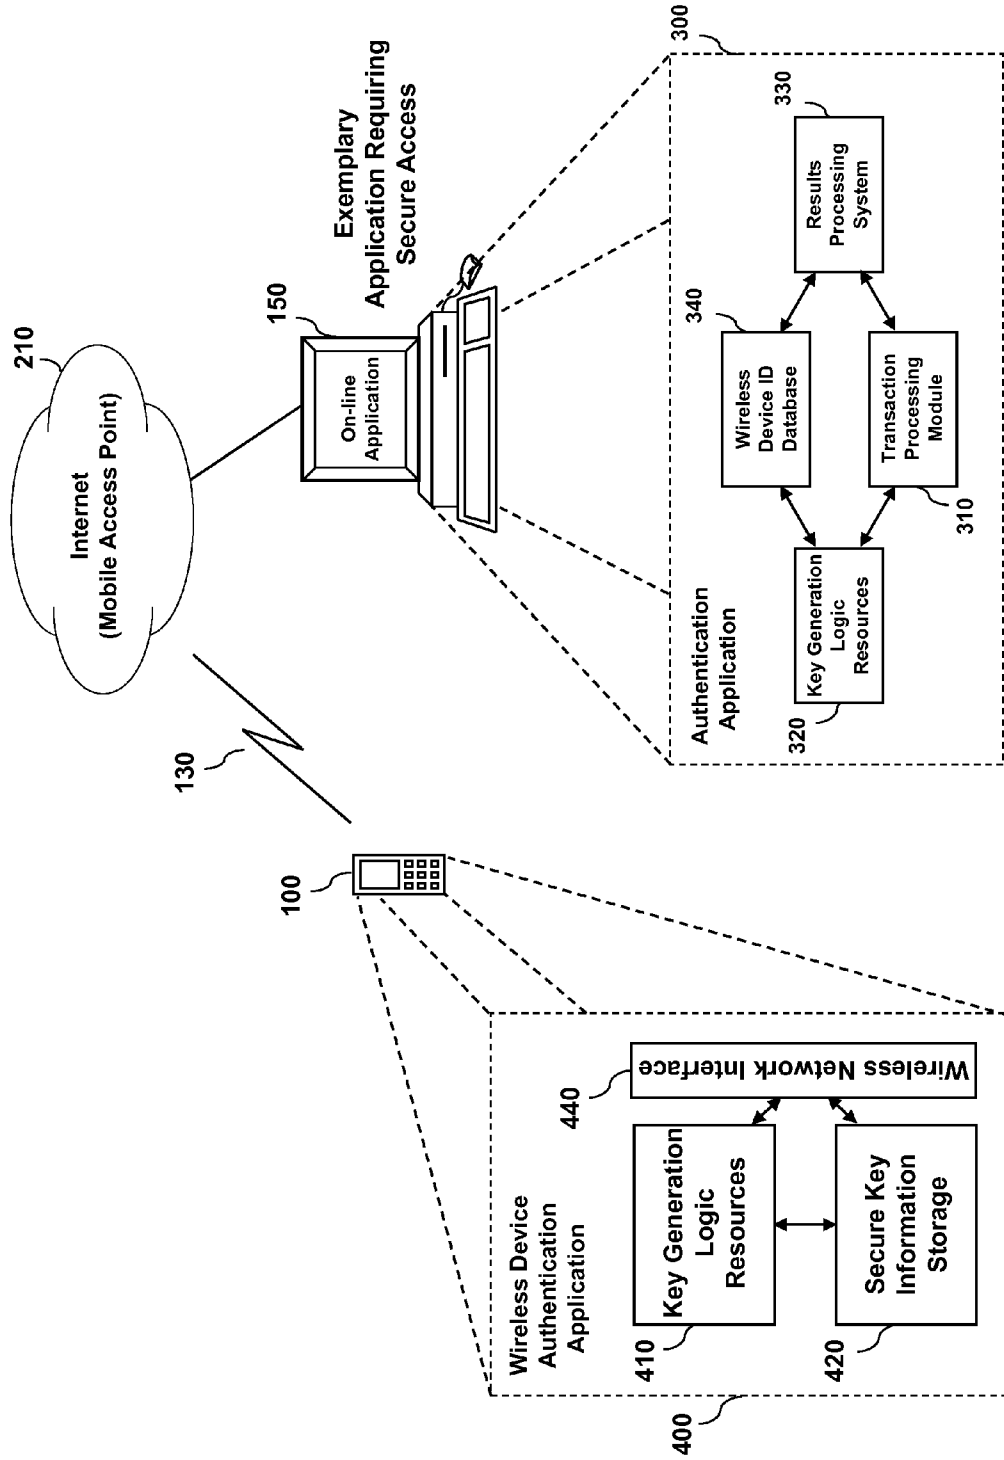 210
Internet
(Mobile Access Point)
130
150
On-line
Application
Exemplary
Application Requiring
Secure Access
100
300
Authentication
Application
340
Wireless
Device ID
Database
330
Results
Processing
System
320
Key Generation
Logic
Resources
310
Transaction
Processing
Module
400
Wireless Device
Authentication
Application
440
Wireless Network Interface
410
Key Generation
Logic
Resources
420
Secure Key
Information
Storage